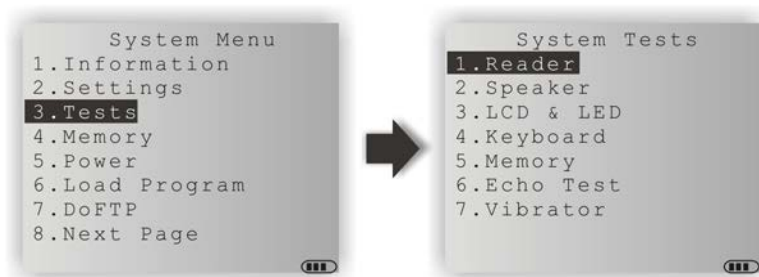 System Menu
1.Information
2.Settings
3.Tests
4.Memory
5.Power
6.Load Program
7.DoFTP
8.Next Page
System Tests
1.Reader
2.Speaker
3.LCD & LED
4.Keyboard
5.Memory
6.Echo Test
7.Vibrator